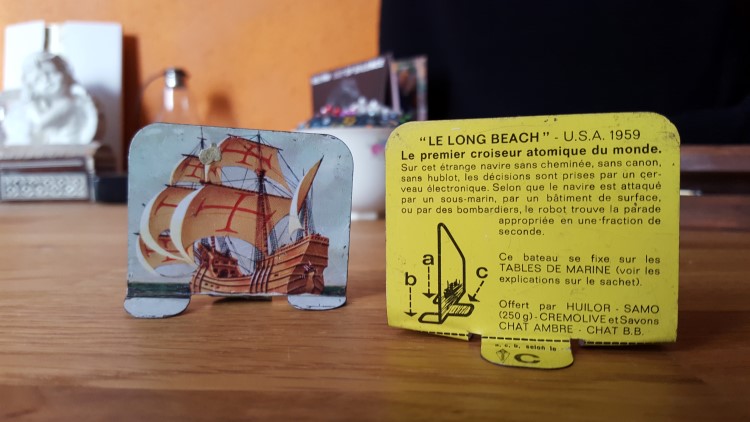 "LE LONG BEACH" - U.S.A. 1959
Le premier croiseur atomique du monde.
Sur cet étrange navire sans cheminée, sans canon,
sans hublot, les décisions sont prises par un cer-
veau électronique. Selon que le navire est attaqué
par un sous-marin, par un bâtiment de surface,
ou par des bombardiers, le robot trouve la parade
appropriée en une fraction de
seconde.
Ce bateau se fixe sur les
TABLES DE MARINE (voir les
explications sur le sachet).
a
b
c
Offert par HUILOR - SAMO
(250 g) - CREMOLIVE et Savons
CHAT AMBRE - CHAT B.B.
selon le
C